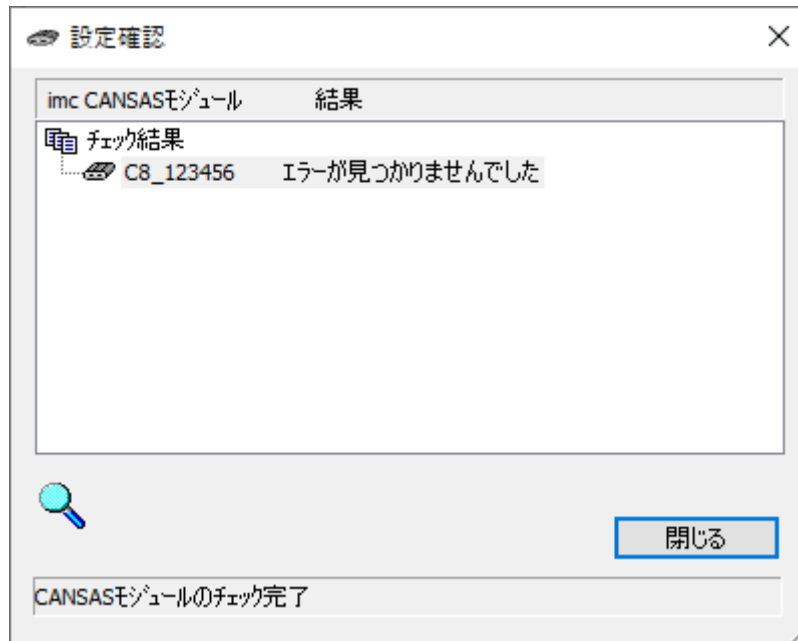 設定確認
imc CANSASﾓｼﾞｭｰﾙ 結果
ﾁｪｯｸ結果
C8_123456 ｴﾗｰが見つかりませんでした
閉じる
CANSASﾓｼﾞｭｰﾙのﾁｪｯｸ完了